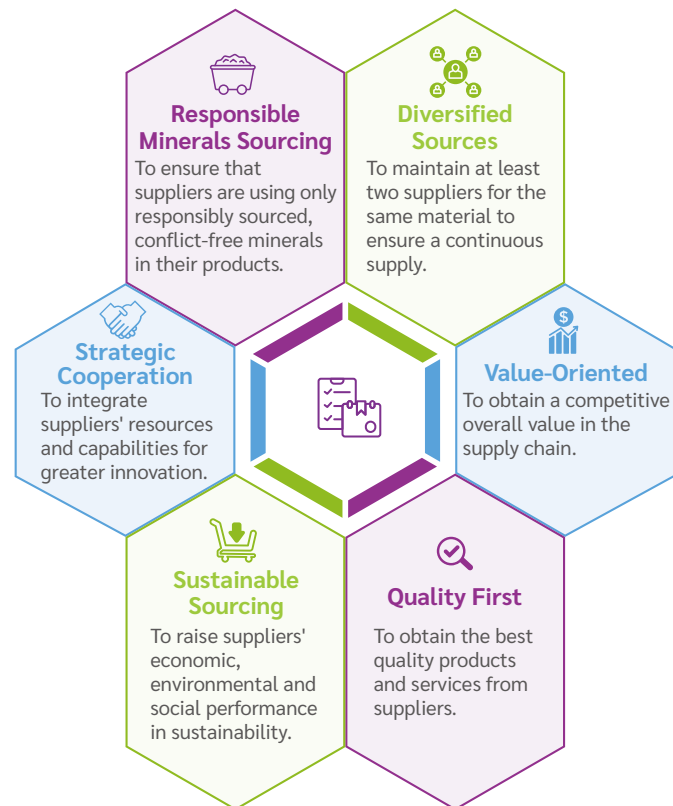 Responsible
Minerals Sourcing
To ensure that
suppliers are using only
responsibly sourced,
conflict-free minerals
in their products.
Diversified
Sources
To maintain at least
two suppliers for the
same material to
ensure a continuous
supply.
Strategic
Cooperation
To integrate
suppliers' resources
and capabilities for
greater innovation.
$
Value-Oriented
To obtain a competitive
overall value in the
supply chain.
Sustainable
Sourcing
To raise suppliers'
economic,
environmental and
social performance
in sustainability.
Quality First
To obtain the best
quality products
and services from
suppliers.